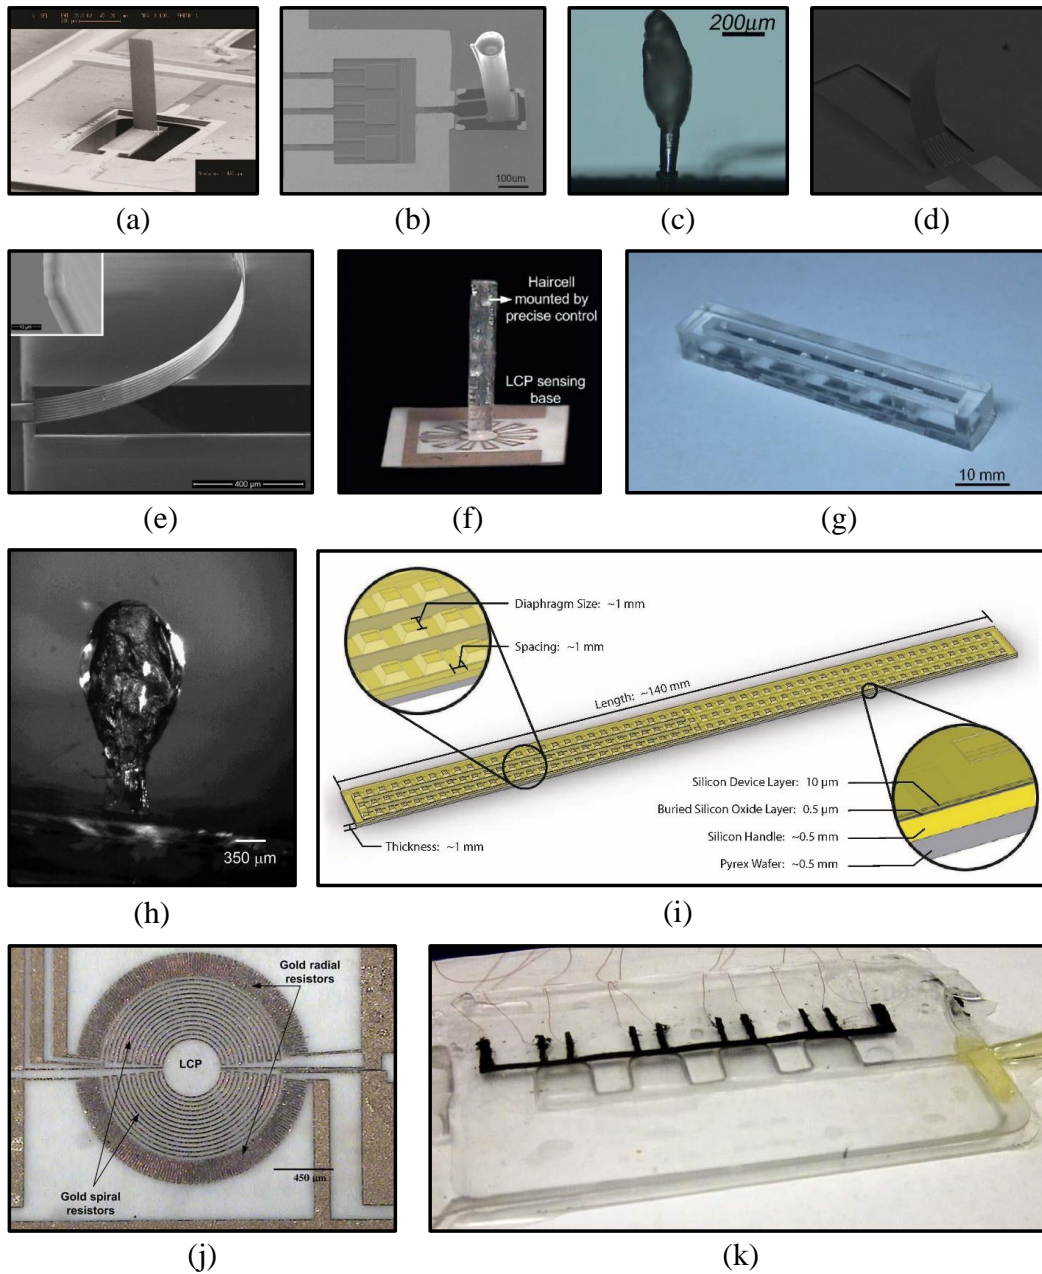 200 µm
(a)
100um
(b)
200µm
(c)
(d)
400 µm
(e)
Haircell
mounted by
precise control
LCP sensing
base
(f)
10 mm
(g)
350 µm
(h)
Diaphragm Size: ~1 mm
Spacing: ~1 mm
Length: ~140 mm
Silicon Device Layer: 10 µm
Buried Silicon Oxide Layer: 0.5 µm
Silicon Handle: ~0.5 mm
Thickness: ~1 mm
Pyrex Wafer: ~0.5 mm
(i)
Gold radial
resistors
LCP
450 µm
Gold spiral
resistors
(j)
(k)